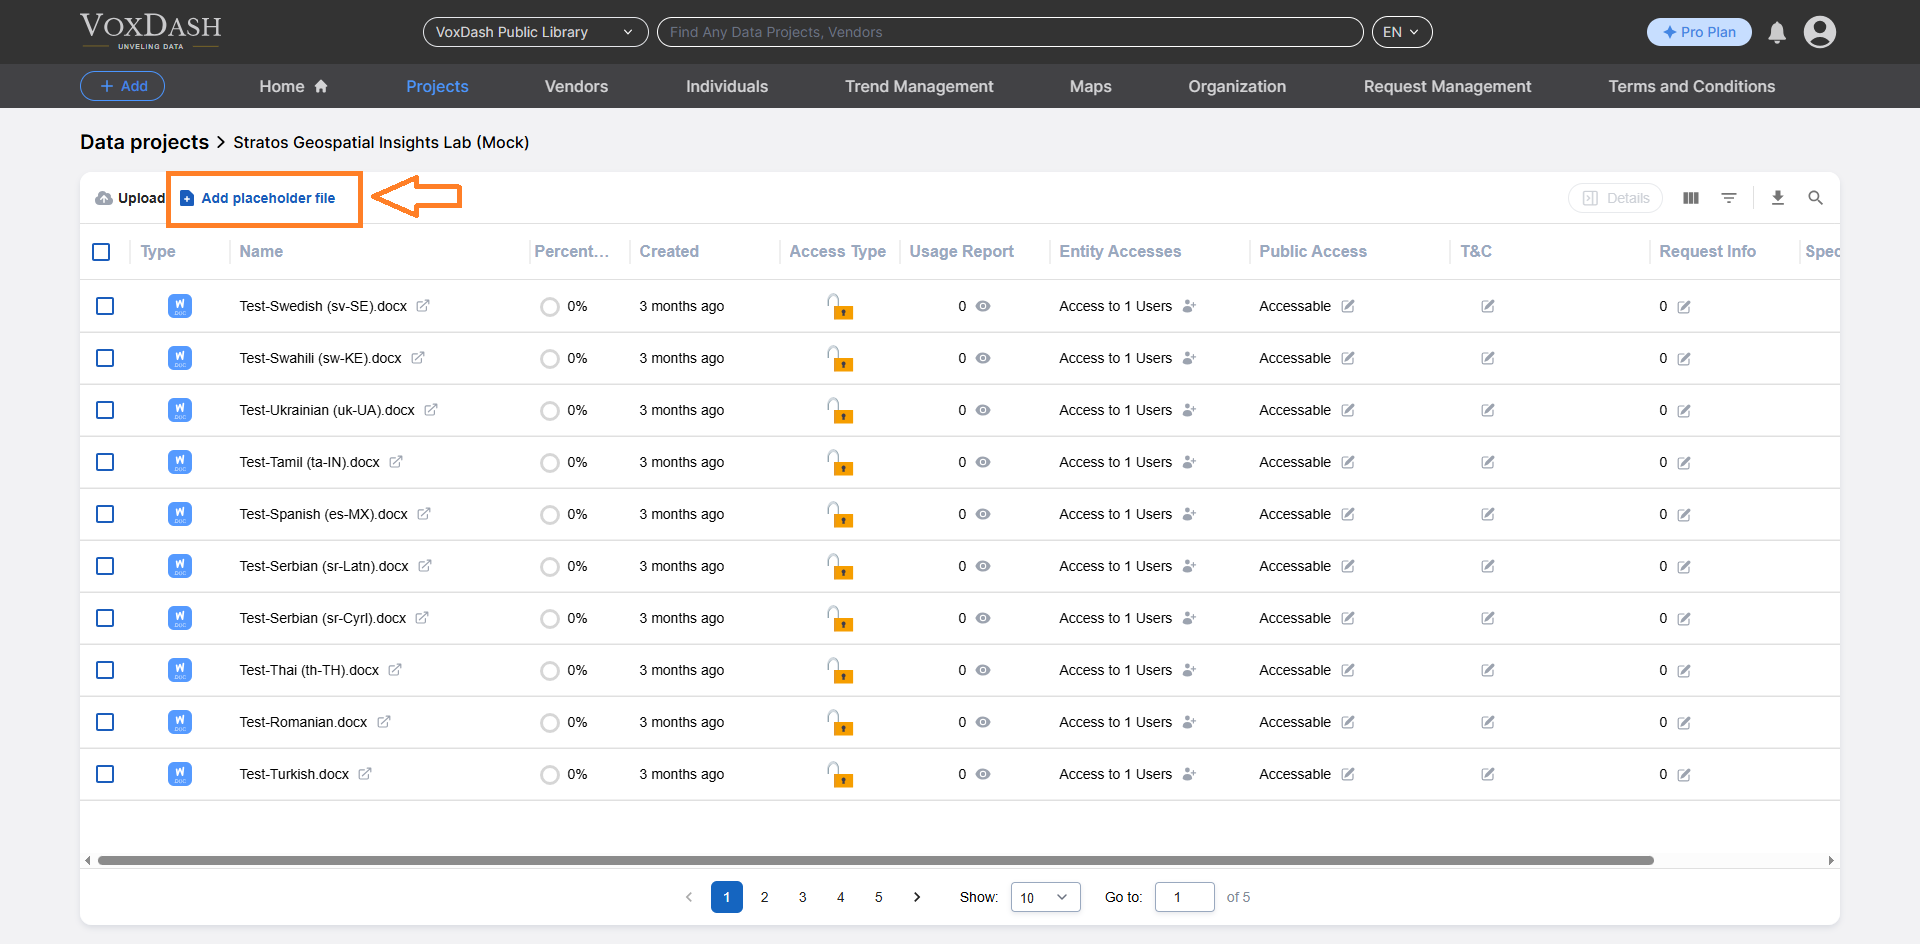 VOXDASH
UNVELING DATA
VoxDash Public Library
Find Any Data Projects, Vendors
EN
Pro Plan
Add
Home
Projects
Vendors
Individuals
Trend Management
Maps
Organization
Request Management
Terms and Conditions
Data projects > Stratos Geospatial Insights Lab (Mock)
Upload
Add placeholder file
Details
Type Name Percent... Created Access Type Usage Report Entity Accesses Public Access T&C Request Info Spec
W DOC Test-Swedish (sv-SE).docx 0% 3 months ago 0 Access to 1 Users Accessable 0
W DOC Test-Swahili (sw-KE).docx 0% 3 months ago 0 Access to 1 Users Accessable 0
W DOC Test-Ukrainian (uk-UA).docx 0% 3 months ago 0 Access to 1 Users Accessable 0
W DOC Test-Tamil (ta-IN).docx 0% 3 months ago 0 Access to 1 Users Accessable 0
W DOC Test-Spanish (es-MX).docx 0% 3 months ago 0 Access to 1 Users Accessable 0
W DOC Test-Serbian (sr-Latn).docx 0% 3 months ago 0 Access to 1 Users Accessable 0
W DOC Test-Serbian (sr-Cyrl).docx 0% 3 months ago 0 Access to 1 Users Accessable 0
W DOC Test-Thai (th-TH).docx 0% 3 months ago 0 Access to 1 Users Accessable 0
W DOC Test-Romanian.docx 0% 3 months ago 0 Access to 1 Users Accessable 0
W DOC Test-Turkish.docx 0% 3 months ago 0 Access to 1 Users Accessable 0
1 2 3 4 5 Show: 10 Go to: 1 of 5